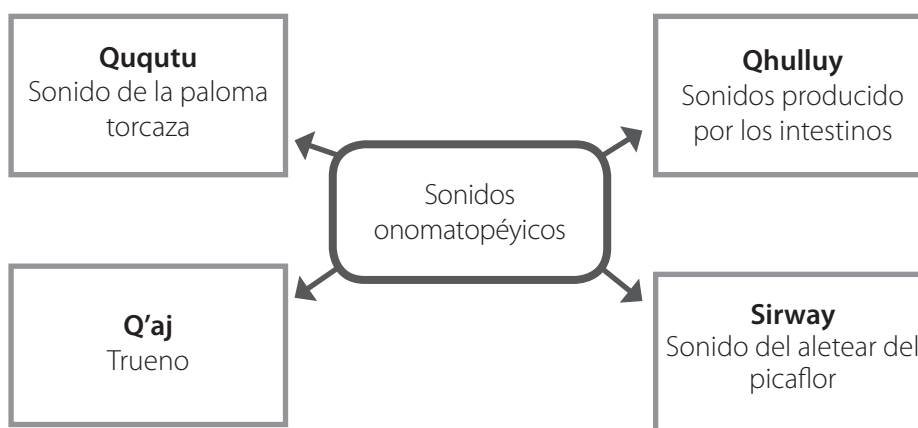 Ququtu
Sonido de la paloma
torcaza
Qhulluy
Sonidos producido
por los intestinos
Sonidos
onomatopéyicos
Q’aj
Trueno
Sirway
Sonido del aletear del
picaflor